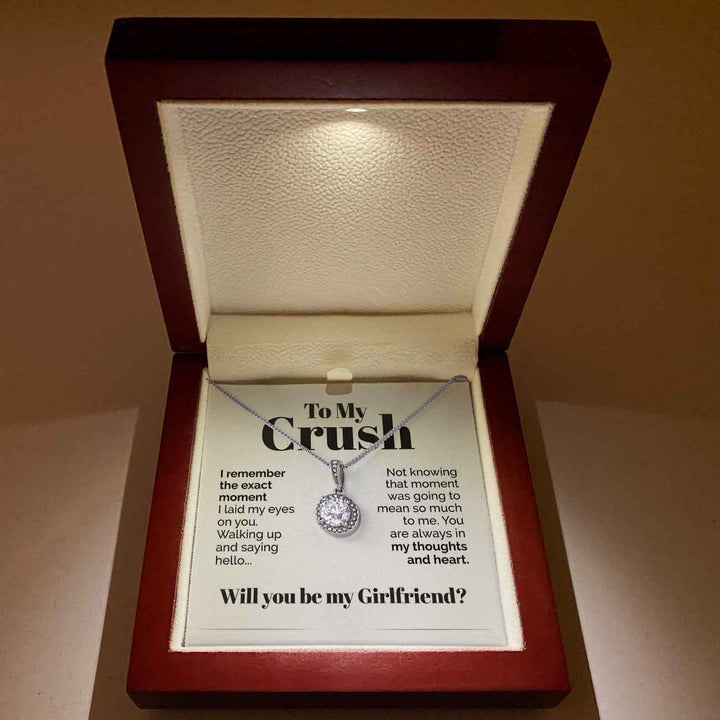 To My
Crush
I remember
the exact
moment
I laid my eyes
on you.
Walking up
and saying
hello...
Not knowing
that moment
was going to
mean so much
to me. You
are always in
my thoughts
and heart.
Will you be my Girlfriend?